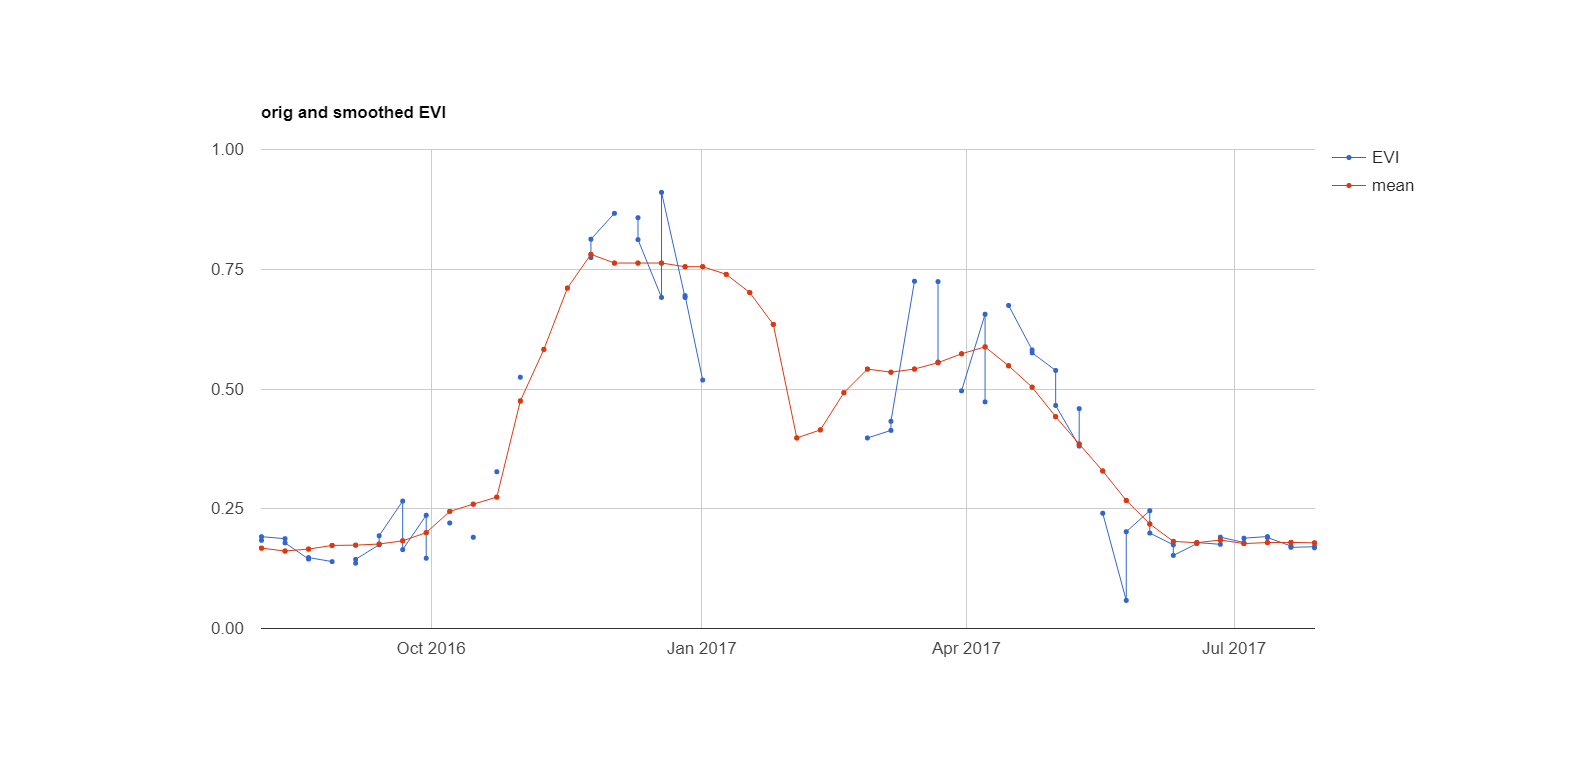 orig and smoothed EVI
1.00
0.75
0.50
0.25
0.00
Oct 2016
Jan 2017
Apr 2017
Jul 2017
EVI
mean